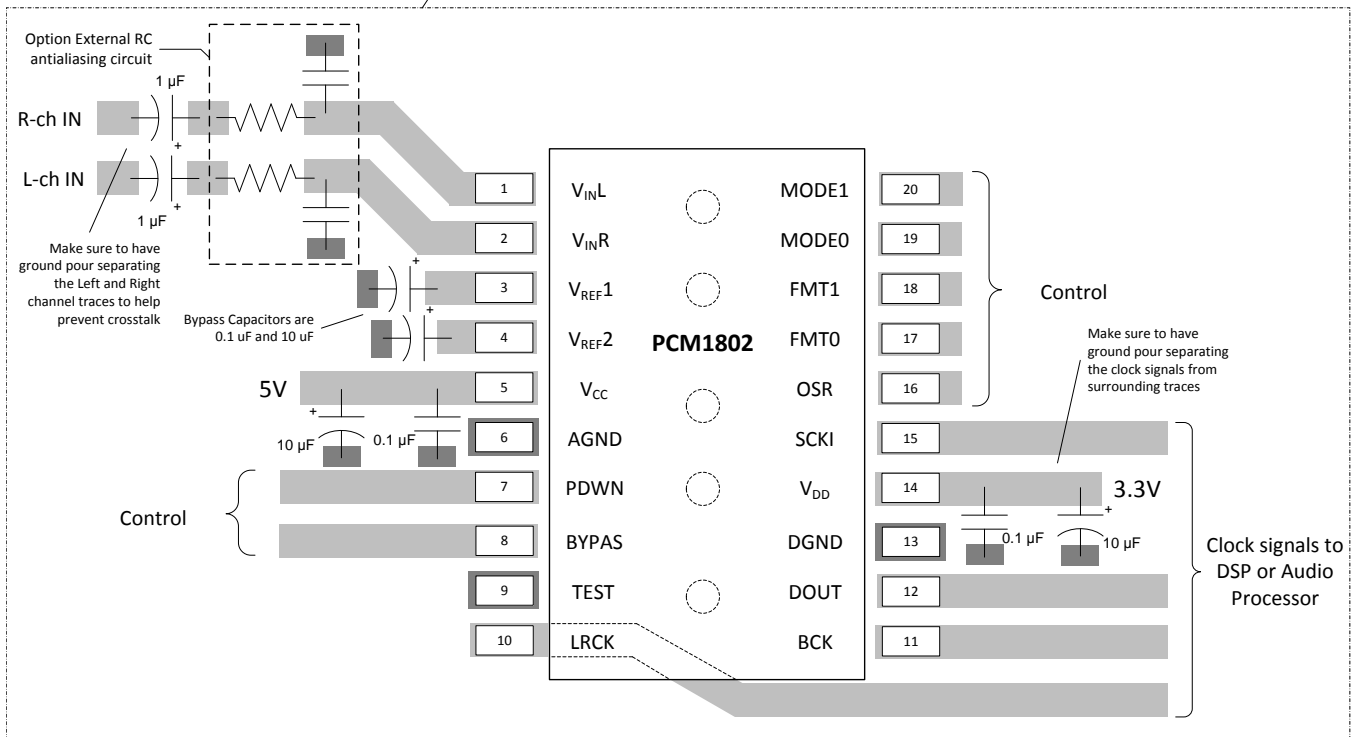 Option External RC
antialiasing circuit
1 µF
R-ch IN
+
L-ch IN
+
1 µF
Make sure to have
ground pour separating
the Left and Right
channel traces to help
prevent crosstalk
+
+
Bypass Capacitors are
0.1 uF and 10 uF
5V
+
10 µF
0.1 µF
Control
1
2
3
4
5
6
7
8
9
10
VINL
VINR
VREF1
VREF2
VCC
AGND
PDWN
BYPAS
TEST
LRCK
PCM1802
MODE1
MODE0
FMT1
FMT0
OSR
SCKI
VDD
DGND
DOUT
BCK
20
19
18
17
16
15
14
13
12
11
Control
Make sure to have
ground pour separating
the clock signals from
surrounding traces
3.3V
+
0.1 µF
10 µF
Clock signals to
DSP or Audio
Processor